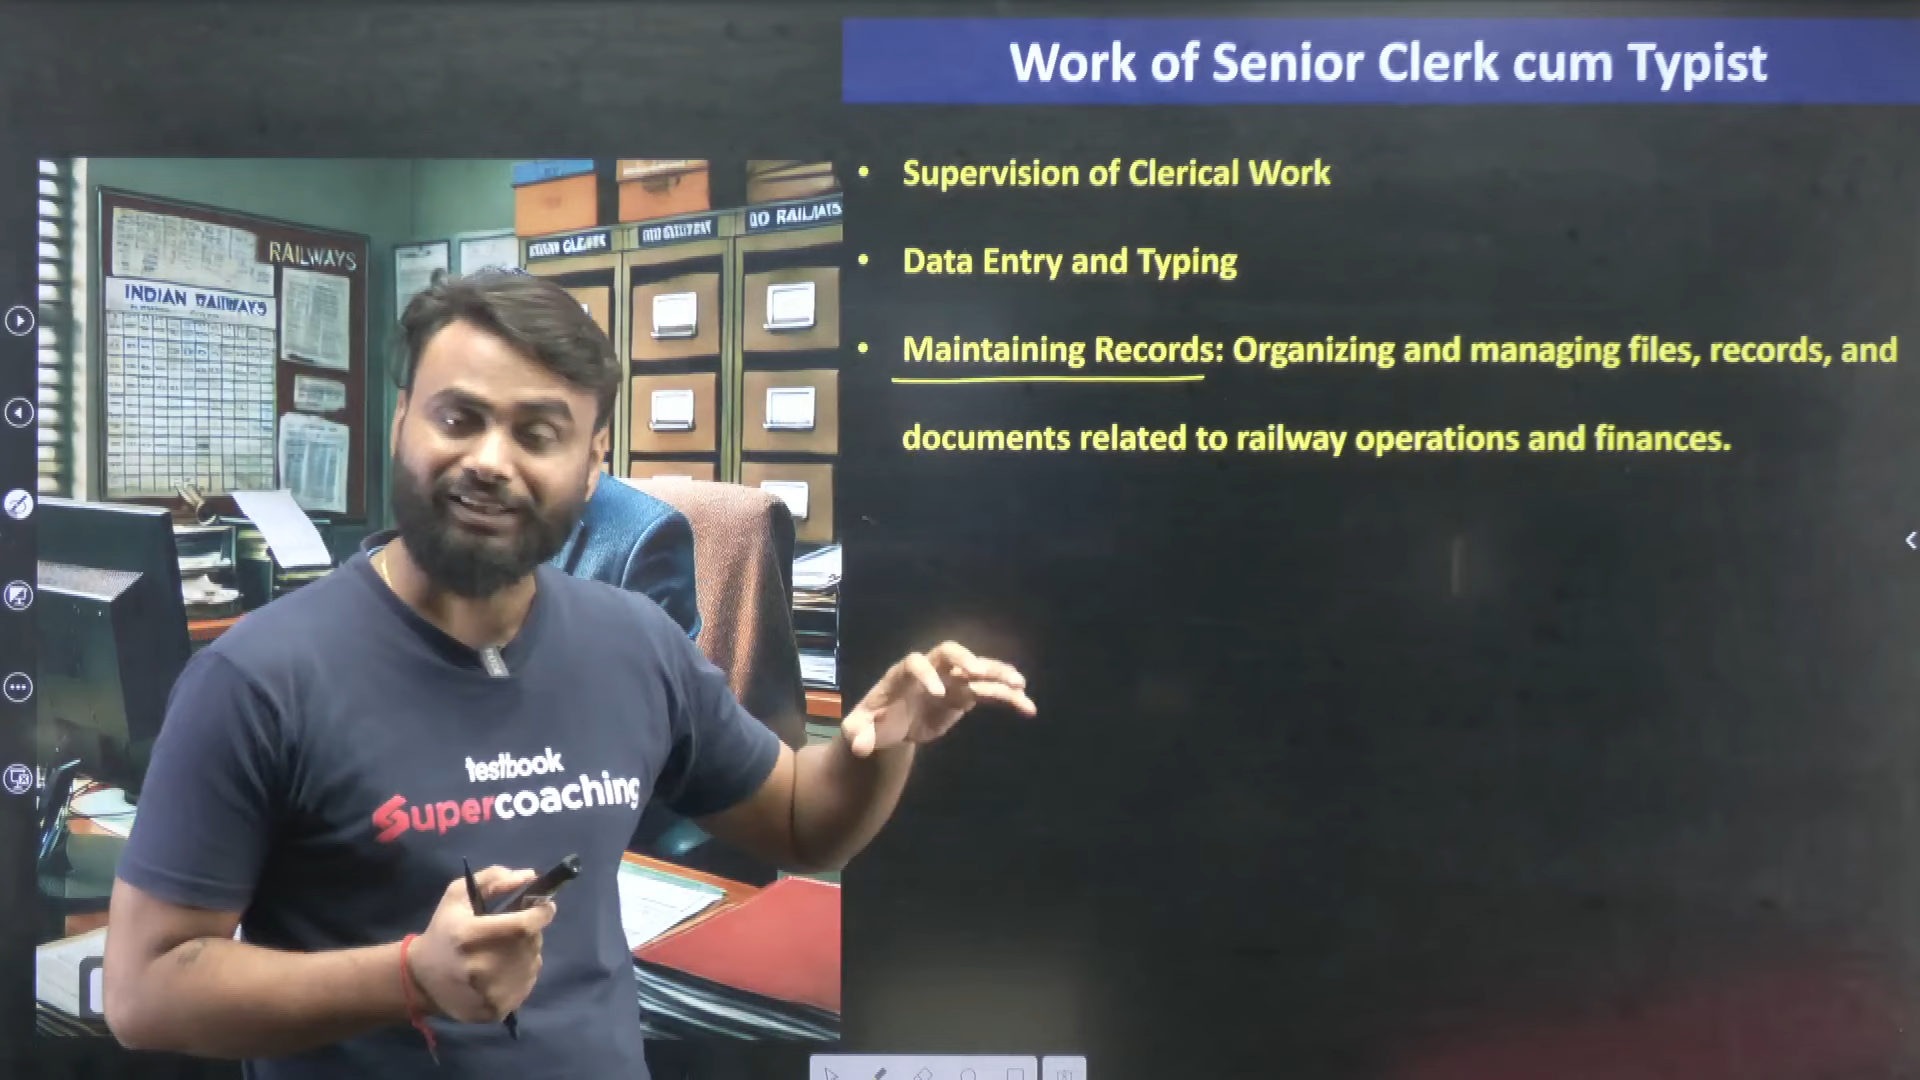 Work of Senior Clerk cum Typist
• Supervision of Clerical Work
• Data Entry and Typing
• Maintaining Records: Organizing and managing files, records, and
documents related to railway operations and finances.
RAILWAYS
INDIAN RAILWAYS
testbook
Supercoaching